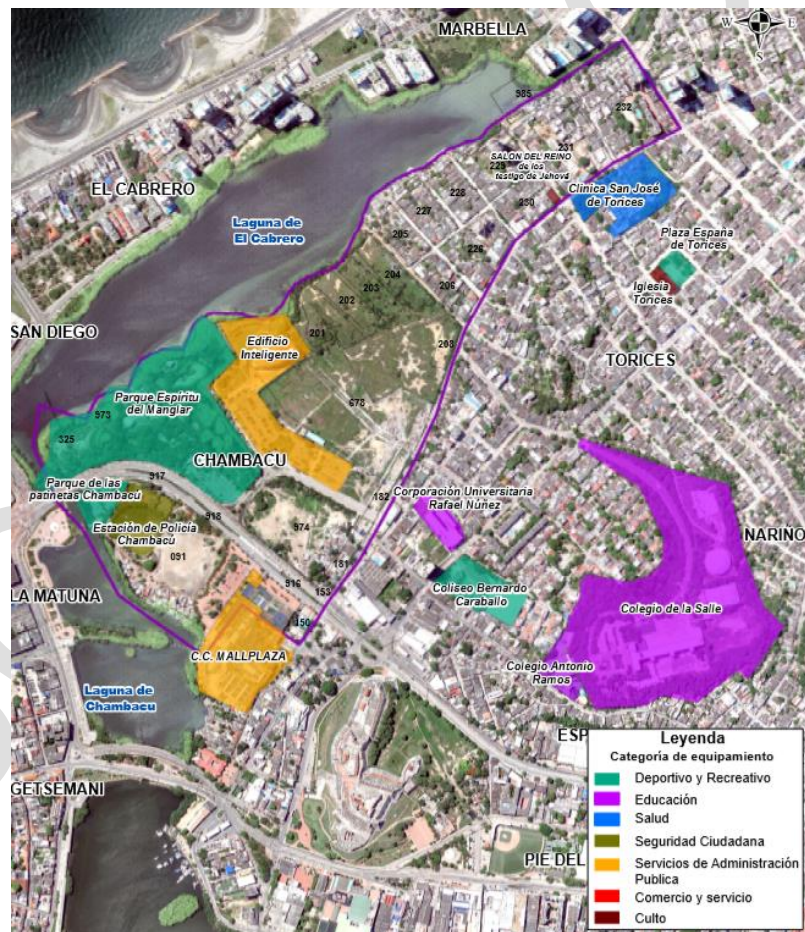 MARBELLA
W
E
S
985
232
231
SALON DEL REINO
de los
testigo de Jehová
229
EL CABRERO
228
Clinica San José
de Torices
230
227
Laguna de
El Cabrero
205
226
Plaza España
de Torices
204
203
206
Iglesia
Torices
202
SAN DIEGO
201
208
Edificio
Inteligente
TORICES
Parque Espiritu
del Manglar
678
973
325
CHAMBACU
917
Parque de las
patinetas Chambacu
182
Corporación Universitaria
Rafael Núñez
918
974
Estación de Policía
Chambacú
NARIÑO
091
181
916
153
Coliseo Bernardo
Caraballo
LA MATUNA
Colegio de la Salle
150
C.C. MALLPLAZA
Colegio Antonio
Ramos
Laguna de
Chambacu
ESP
GETSEMANI
PIE DEL
Leyenda
Categoría de equipamiento
Deportivo y Recreativo
Educación
Salud
Seguridad Ciudadana
Servicios de Administración
Publica
Comercio y servicio
Culto